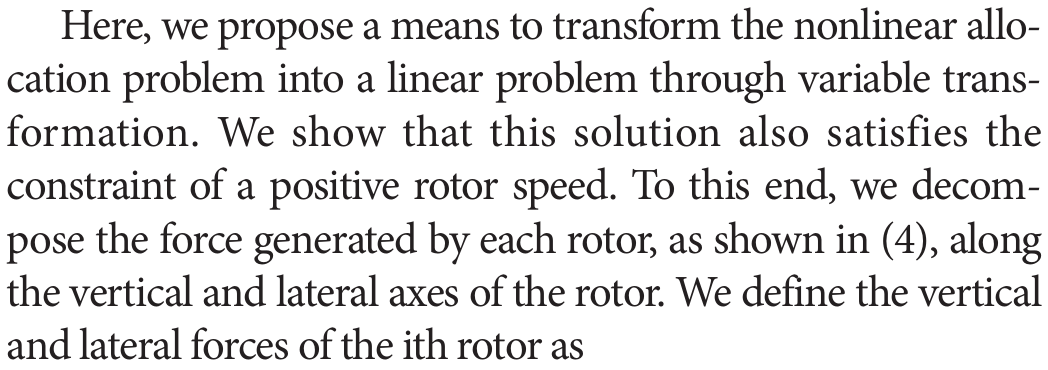 Here, we propose a means to transform the nonlinear allo-
cation problem into a linear problem through variable trans-
formation. We show that this solution also satisfies the
constraint of a positive rotor speed. To this end, we decom-
pose the force generated by each rotor, as shown in (4), along
the vertical and lateral axes of the rotor. We define the vertical
and lateral forces of the ith rotor as